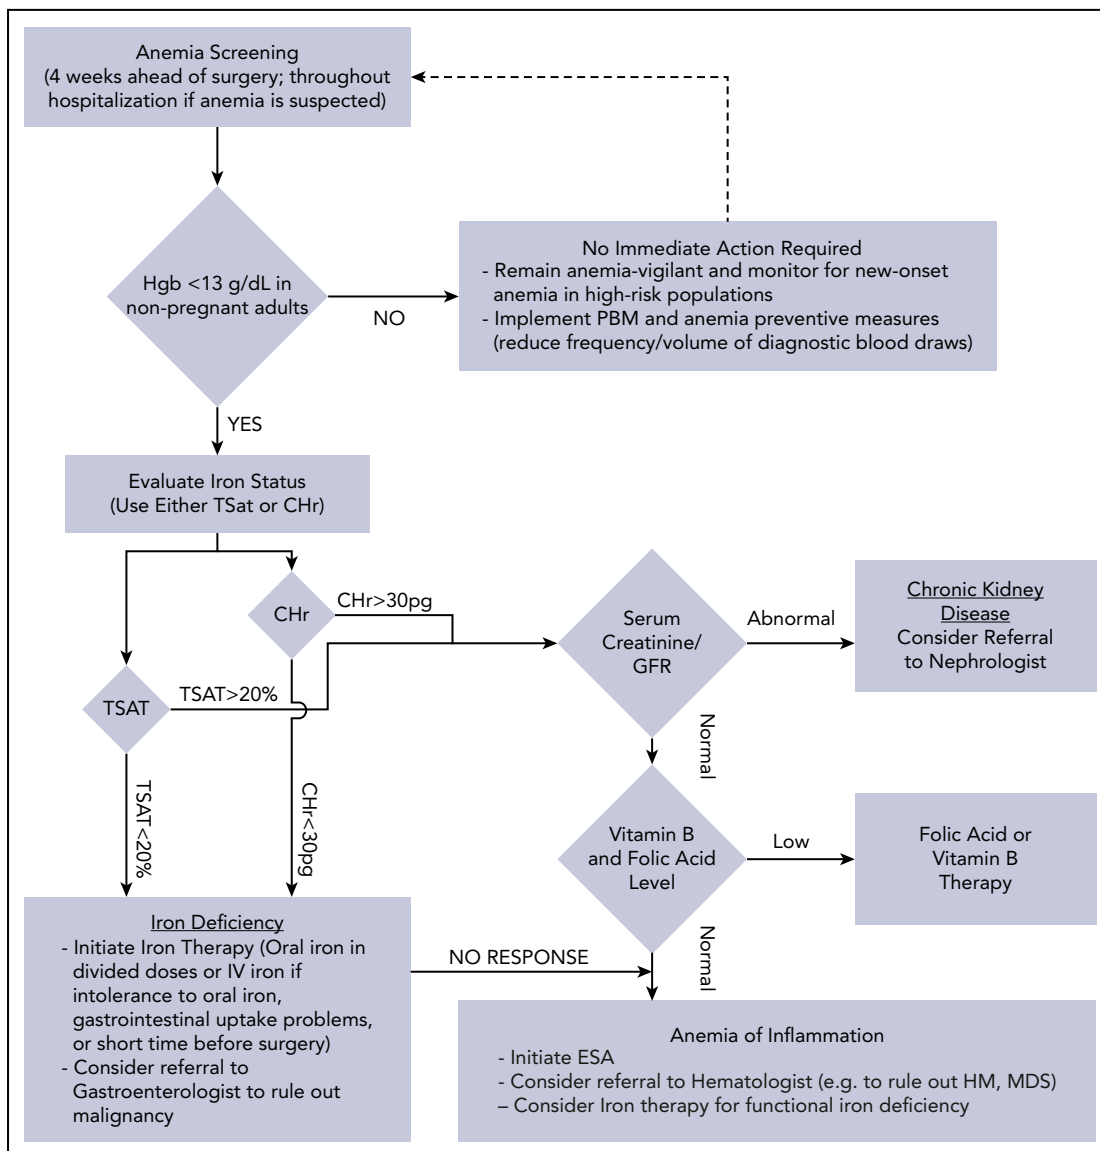 Anemia Screening
(4 weeks ahead of surgery; throughout
hospitalization if anemia is suspected)
Hgb <13 g/dL in
non-pregnant adults
NO
No Immediate Action Required
- Remain anemia-vigilant and monitor for new-onset
anemia in high-risk populations
- Implement PBM and anemia preventive measures
(reduce frequency/volume of diagnostic blood draws)
YES
Evaluate Iron Status
(Use Either TSat or CHr)
CHr
CHr>30pg
TSAT
TSAT>20%
TSAT<20%
CHr<30pg
Serum
Creatinine/
GFR
Abnormal
Chronic Kidney
Disease
Consider Referral
to Nephrologist
Normal
Vitamin B
and Folic Acid
Level
Low
Folic Acid or
Vitamin B
Therapy
Normal
Iron Deficiency
- Initiate Iron Therapy (Oral iron in
divided doses or IV iron if
intolerance to oral iron,
gastrointestinal uptake problems,
or short time before surgery)
- Consider referral to
Gastroenterologist to rule out
malignancy
NO RESPONSE
Anemia of Inflammation
- Initiate ESA
- Consider referral to Hematologist (e.g. to rule out HM, MDS)
– Consider Iron therapy for functional iron deficiency